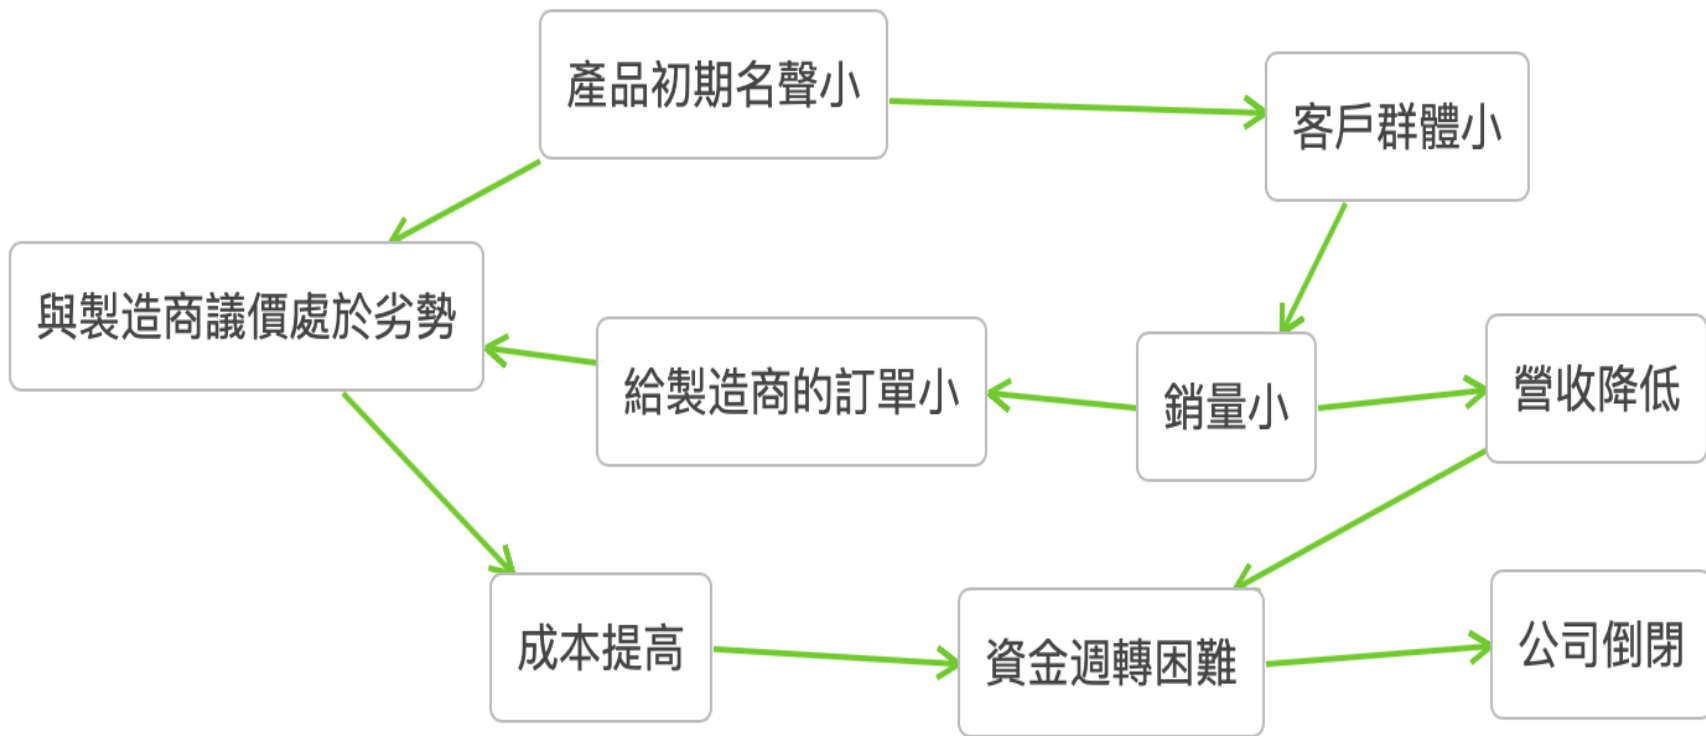 產品初期名聲小
客戶群體小
與製造商議價處於劣勢
給製造商的訂單小
銷量小
營收降低
成本提高
資金週轉困難
公司倒閉